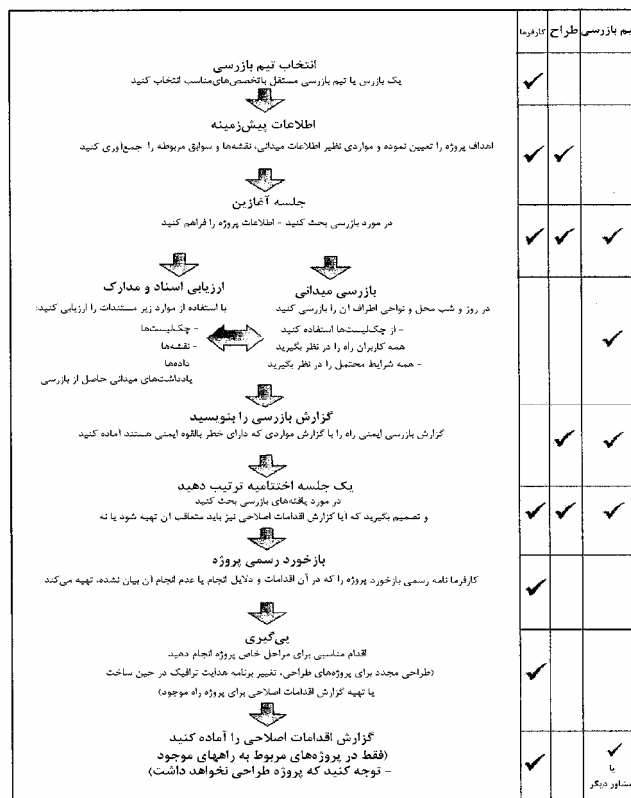 تیم بازرسی
طراح
کارفرما
انتخاب تیم بازرسی
یک بازرس یا تیم بازرسی مستقل باتخصص‌های‌مناسب انتخاب کنید
اطلاعات پیش‌زمینه
اهداف پروژه را تعیین نموده و مواردی نظیر اطلاعات میدانی، نقشه‌ها و سوابق مربوطه را جمع‌آوری کنید
جلسه آغازین
در مورد بازرسی بحث کنید - اطلاعات پروژه را فراهم کنید
بازرسی میدانی
در روز و شب محل و نواحی اطراف آن را بازرسی کنید
- از چک‌لیست‌ها استفاده کنید
همه کاربران راه را در نظر بگیرید
- همه شرایط محتمل را در نظر بگیرید
ارزیابی اسناد و مدارک
با استفاده از موارد زیر مستندات را ارزیابی کنید:
- چک‌لیست‌ها
- نقشه‌ها
داده‌ها
یادداشت‌های میدانی حاصل از بازرسی
گزارش بازرسی را بنویسید
گزارش بازرسی ایمنی راه را با گزارش مواردی که دارای خطر بالقوه ایمنی هستند آماده کنید
یک جلسه اختتامیه ترتیب دهید
در مورد یافته‌های بازرسی بحث کنید
و تصمیم بگیرید که آیا گزارش اقدامات اصلاحی نیز باید متعاقب آن تهیه شود یا نه
بازخورد رسمی پروژه
کارفرما نامه رسمی بازخورد پروژه را که در آن اقدامات و دلایل انجام یا عدم انجام آن بیان نشده، تهیه می‌کند
پی‌گیری
اقدام مناسبی برای مراحل خاص پروژه انجام دهید
(طراحی مجدد برای پروژه‌های طراحی، تغییر برنامه هدایت ترافیک در حین ساخت
یا تهیه گزارش اقدامات اصلاحی برای پروژه راه موجود)
گزارش اقدامات اصلاحی را آماده کنید
(فقط در پروژه‌های مربوط به راههای موجود
- توجه کنید که پروژه طراحی نخواهد داشت)
یا
مشاور دیگر